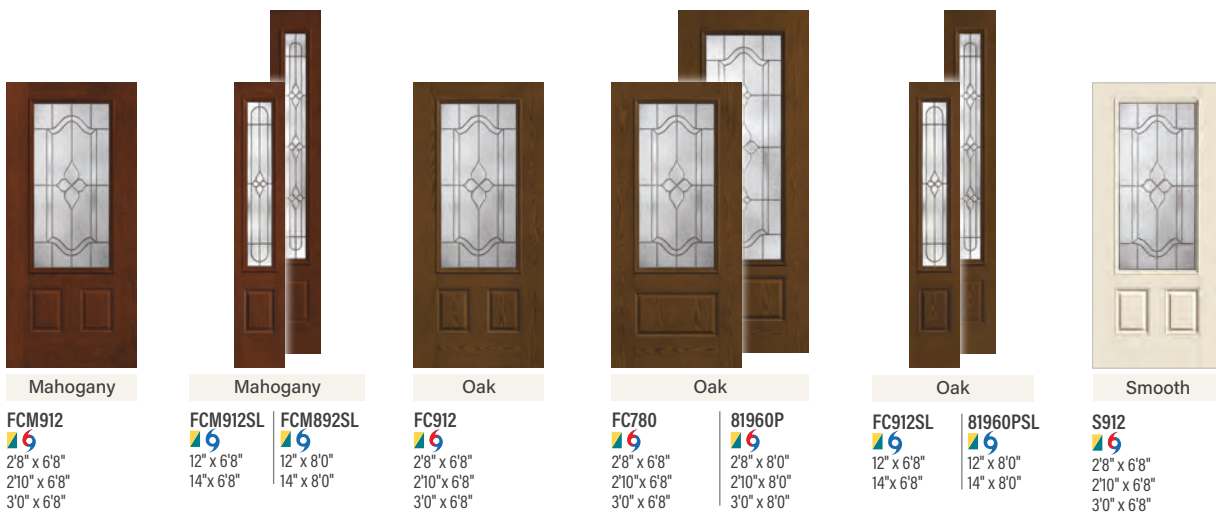 Mahogany
FCM912
2'8" x 6'8"
2'10" x 6'8"
3'0" x 6'8"
Mahogany
FCM912SL
12" x 6'8"
14"x 6'8"
FCM892SL
12" x 8'0"
14" x 8'0"
Oak
FC912
2'8" x 6'8"
2'10" x 6'8"
3'0" x 6'8"
Oak
FC780
2'8" x 6'8"
2'10"x 6'8"
3'0" x 6'8"
81960P
2'8" x 8'0"
2'10"x 8'0"
3'0" x 8'0"
Oak
FC912SL
12" x 6'8"
14"x 6'8"
81960PSL
12" x 8'0"
14" x 8'0"
Smooth
S912
2'8" x 6'8"
2'10" x 6'8"
3'0" x 6'8"